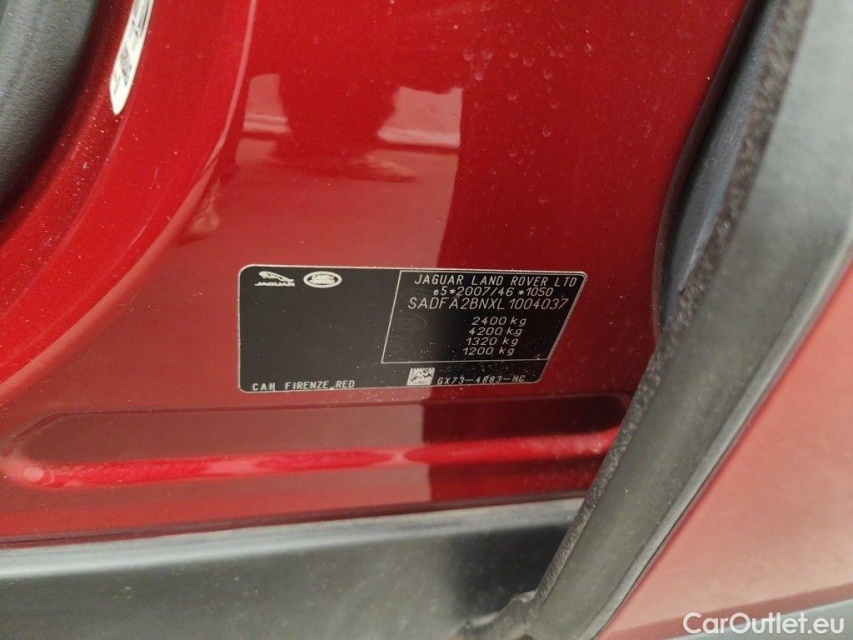 JAGUAR
JAGUAR LAND ROVER LTD
e5*2007/46*1050
SADFA2BNXL1004037
2400 kg
4200 kg
1320 kg
1200 kg
CAH FIRENZE RED
GX73-4883-MC
CarOutlet.eu